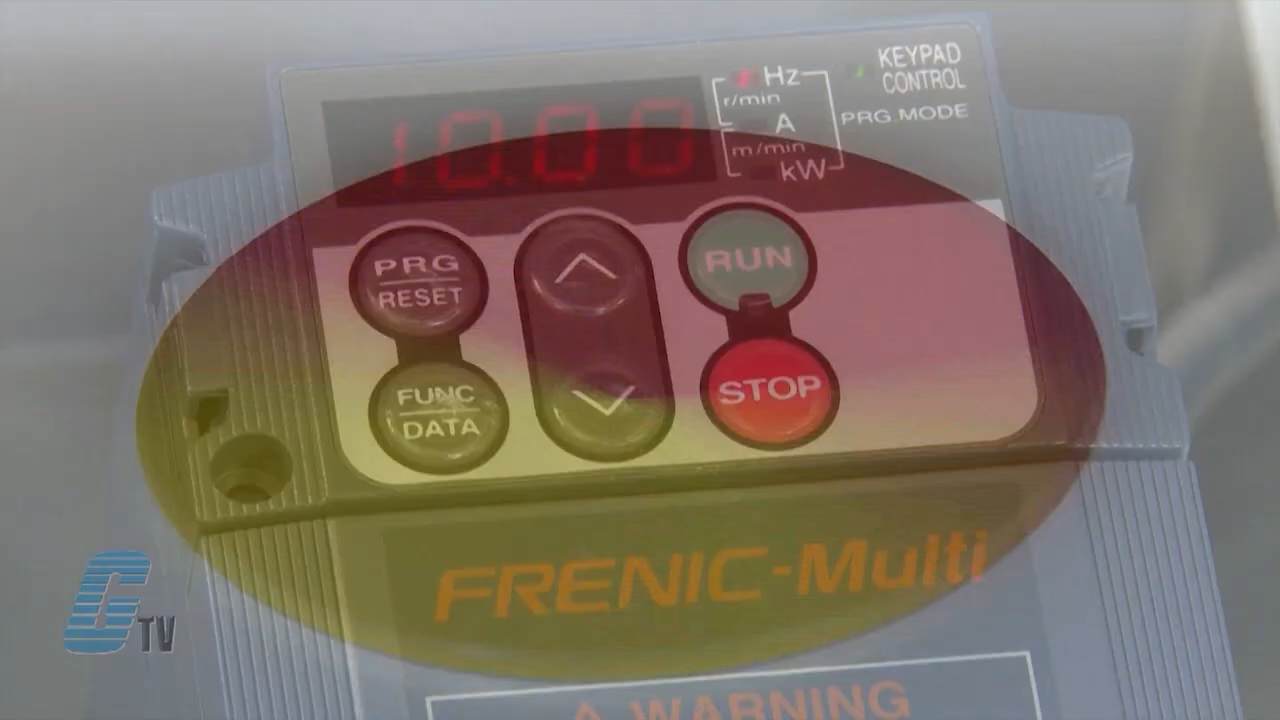 10.00
Hz
r/min
A
m/min
kW
KEYPAD
CONTROL
PRG.MODE
PRG
RESET
RUN
FUNC
DATA
STOP
FRENIC-Multi
G TV
⚠ WARNING